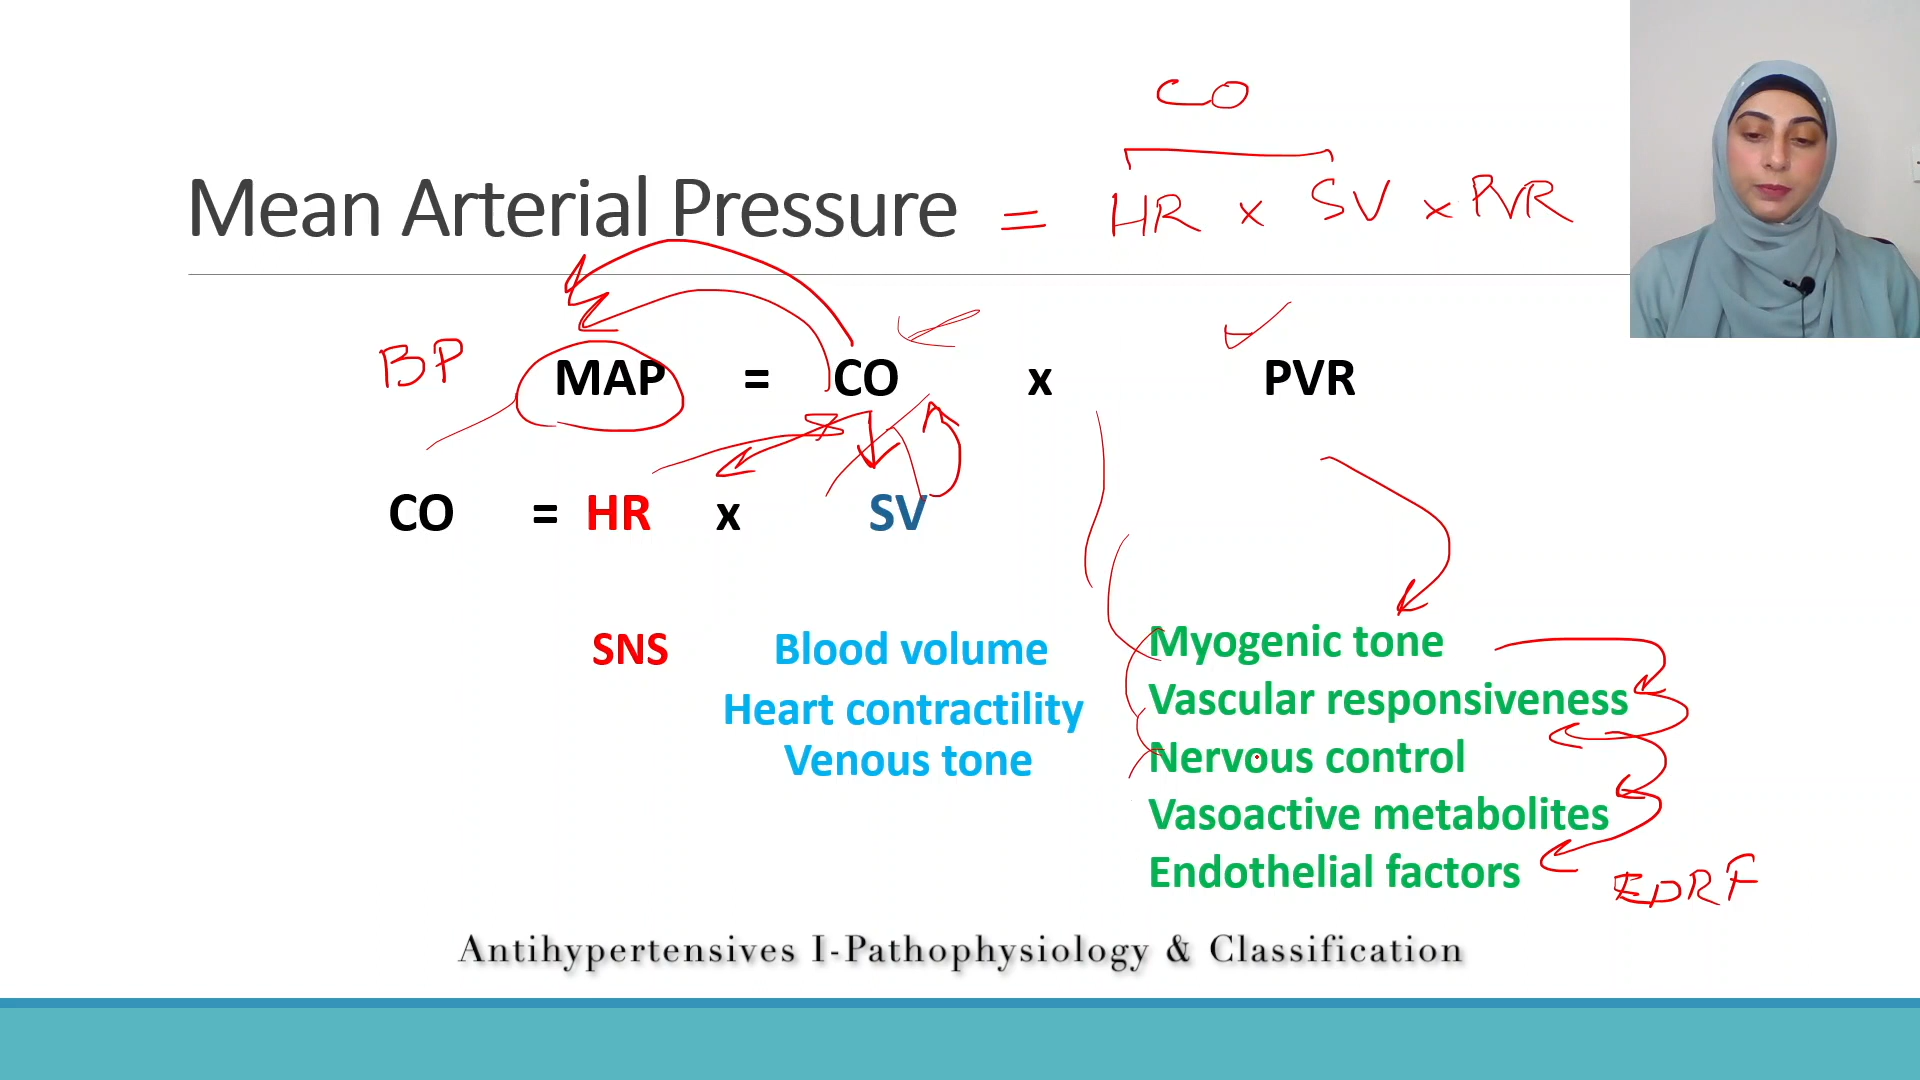 CO
Mean Arterial Pressure = HR x SV x PVR
BP MAP = CO x PVR
CO = HR x SV
SNS
Blood volume
Heart contractility
Venous tone
Myogenic tone
Vascular responsiveness
Nervous control
Vasoactive metabolites
Endothelial factors EDRF
Antihypertensives I-Pathophysiology & Classification